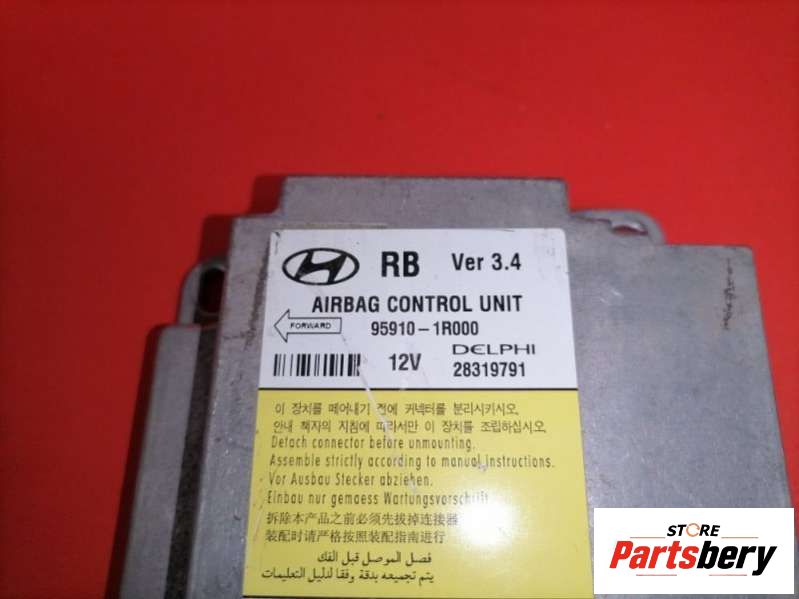 RB Ver 3.4
AIRBAG CONTROL UNIT
FORWARD 95910-1R000
12V DELPHI
28319791
이 장치를 떼어내기 전에 커넥터를 분리시키시오.
안내 책자의 지침에 따라서만 이 장치를 조립하십시오.
Detach connector before unmounting.
Assemble strictly according to manual instructions.
Vor Ausbau Stecker abziehen.
Einbau nur gemaess Wartungsvorschrift
拆除本产品之前必须先拔掉连接器
装配时请严格按照装配指南进行
فصل الموصل قبل الفك
يتم تجميعه بدقة وفقا لدليل التعليمات
STORE
Partsbery